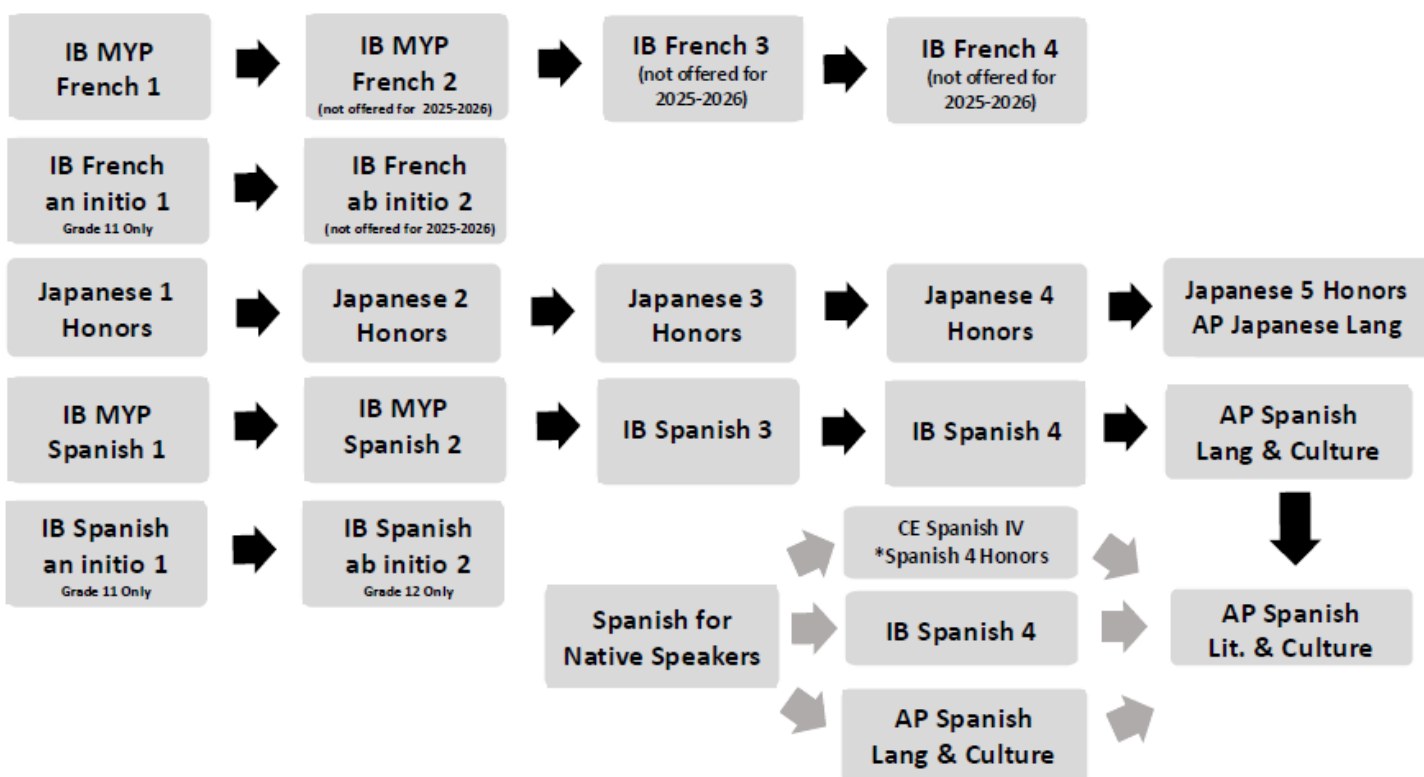 IB MYP
French 1
IB MYP
French 2
(not offered for 2025-2026)
IB French 3
(not offered for
2025-2026)
IB French 4
(not offered for
2025-2026)
IB French
an initio 1
Grade 11 Only
IB French
ab initio 2
(not offered for 2025-2026)
Japanese 1
Honors
Japanese 2
Honors
Japanese 3
Honors
Japanese 4
Honors
Japanese 5 Honors
AP Japanese Lang
IB MYP
Spanish 1
IB MYP
Spanish 2
IB Spanish 3
IB Spanish 4
AP Spanish
Lang & Culture
IB Spanish
an initio 1
Grade 11 Only
IB Spanish
ab initio 2
Grade 12 Only
Spanish for
Native Speakers
CE Spanish IV
*Spanish 4 Honors
IB Spanish 4
AP Spanish
Lang & Culture
AP Spanish
Lit. & Culture